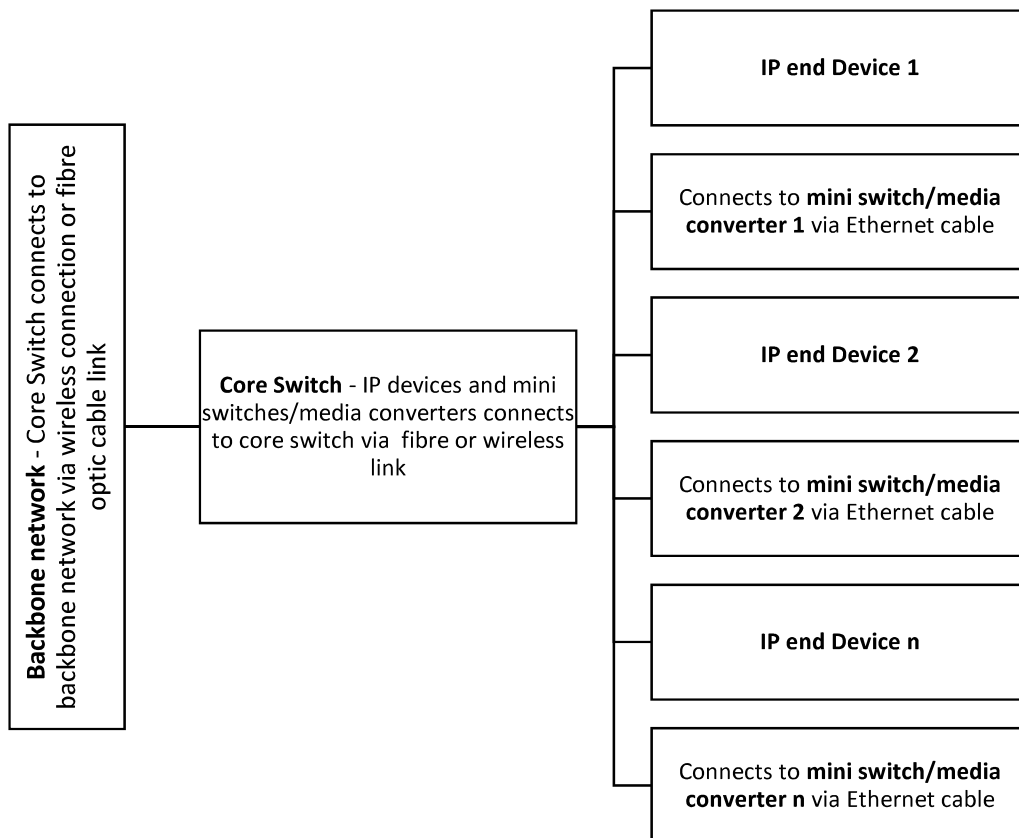 Backbone network - Core Switch connects to
backbone network via wireless connection or fibre
optic cable link
Core Switch - IP devices and mini
switches/media converters connects
to core switch via fibre or wireless
link
IP end Device 1
Connects to mini switch/media
converter 1 via Ethernet cable
IP end Device 2
Connects to mini switch/media
converter 2 via Ethernet cable
IP end Device n
Connects to mini switch/media
converter n via Ethernet cable